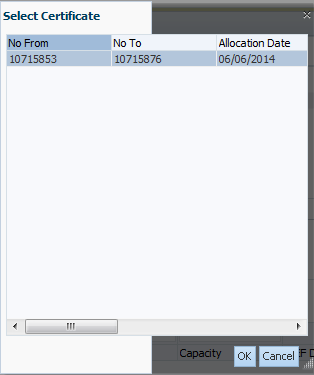 Select Certificate
No From No To Allocation Date
10715853 10715876 06/06/2014
Capacity OK Cancel